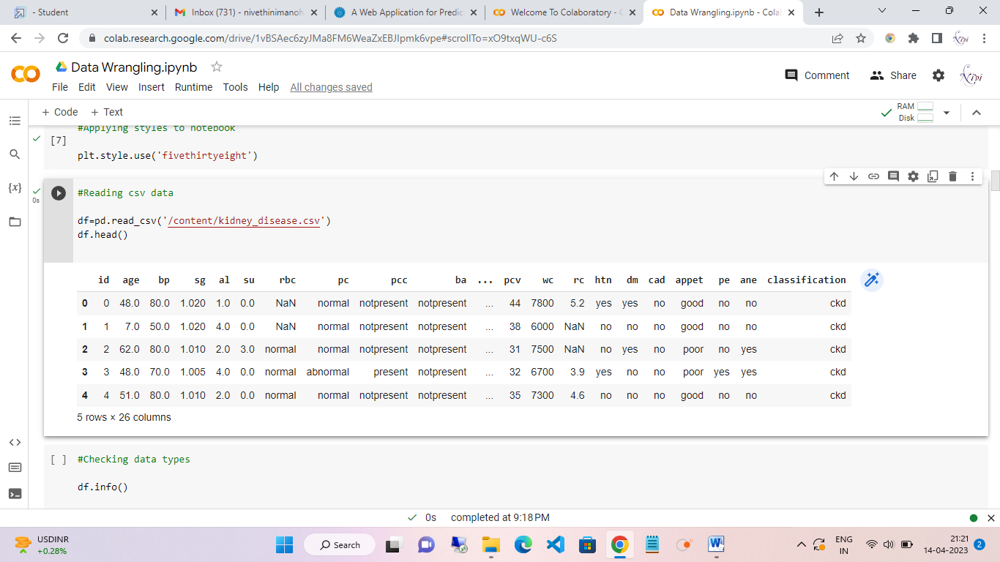 - Student
Inbox (731) - nivethinimanoh
A Web Application for Predic
Welcome To Colaboratory - C
Data Wrangling.ipynb - Colal
colab.research.google.com/drive/1vBSAec6zyJMa8FM6WeaZxEBJIpmk6vpe#scrollTo=xO9txqWU-c6S
Data Wrangling.ipynb
File Edit View Insert Runtime Tools Help All changes saved
Comment Share
+ Code + Text
RAM
Disk
#Applying styles to notebook
[7]
plt.style.use('fivethirtyeight')
{x}
0s
#Reading csv data
df=pd.read_csv('/content/kidney_disease.csv')
df.head()
id age bp sg al su rbc pc pcc ba ... pcv wc rc htn dm cad appet pe ane classification
0 0 48.0 80.0 1.020 1.0 0.0 NaN normal notpresent notpresent ... 44 7800 5.2 yes yes no good no no ckd
1 1 7.0 50.0 1.020 4.0 0.0 NaN normal notpresent notpresent ... 38 6000 NaN no no no good no no ckd
2 2 62.0 80.0 1.010 2.0 3.0 normal normal notpresent notpresent ... 31 7500 NaN no yes no poor no yes ckd
3 3 48.0 70.0 1.005 4.0 0.0 normal abnormal present notpresent ... 32 6700 3.9 yes no no poor yes yes ckd
4 4 51.0 80.0 1.010 2.0 0.0 normal normal notpresent notpresent ... 35 7300 4.6 no no no good no no ckd
5 rows × 26 columns
[ ] #Checking data types
df.info()
0s completed at 9:18 PM
USDINR
+0.28%
Search
ENG
IN
21:21
14-04-2023
2